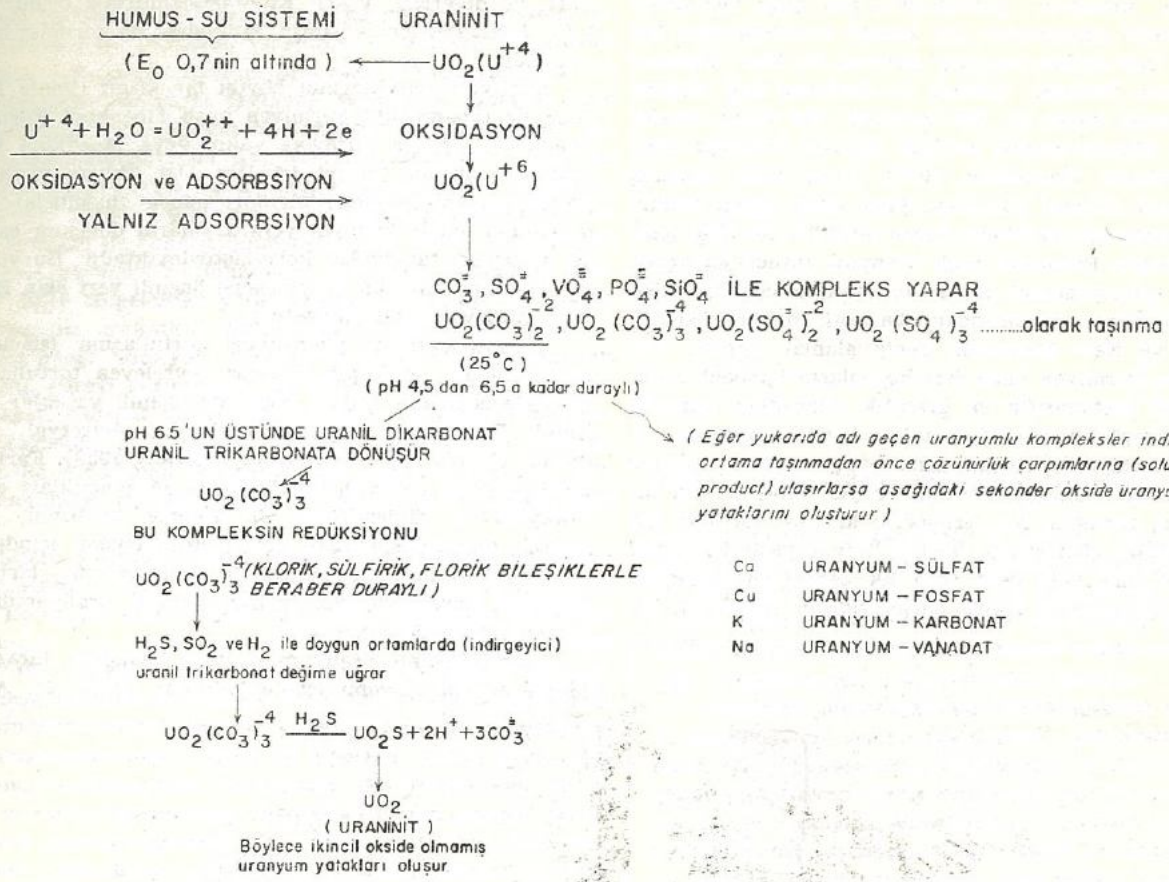 HUMUS - SU SİSTEMİ URANİNİT
( E₀ 0,7 nin altında ) ← UO₂(U⁺⁴)
U⁺⁴ + H₂O = UO₂⁺⁺ + 4H + 2e OKSİDASYON
OKSİDASYON ve ADSORBSİYON UO₂(U⁺⁶)
YALNIZ ADSORBSİYON
CO₃⁼, SO₄⁼, VO₄, PO₄, SiO₄ İLE KOMPLEKS YAPAR
UO₂(CO₃)₂⁻², UO₂(CO₃)₃⁻⁴, UO₂(SO₄⁼)₂⁻², UO₂(SO₄)₃⁻⁴ .........olarak taşınma
(25°C)
( pH 4,5 dan 6,5 a kadar duraylı )
pH 6.5'UN ÜSTÜNDE URANİL DİKARBONAT
URANİL TRİKARBONATA DÖNÜŞÜR
UO₂(CO₃)₃⁻⁴
BU KOMPLEKSİN REDÜKSİYONU
UO₂(CO₃)₃⁻⁴ (KLORİK, SÜLFİRİK, FLORİK BİLEŞİKLERLE
BERABER DURAYLI )
H₂S, SO₂ ve H₂ ile doygun ortamlarda (indirgeyici)
uranil trikarbonat değime uğrar
UO₂(CO₃)₃⁻⁴ H₂S UO₂S + 2H⁺ + 3CO₃⁼
UO₂
( URANİNİT )
Böylece ikincil okside olmamış
uranyum yatakları oluşur
( Eğer yukarıda adı geçen uranyumlu kompleksler indi
ortama taşınmadan önce çözünürlük çarpımlarına (solu
product) ulaşırlarsa aşağıdaki sekonder okside uranyu
yataklarını oluşturur )
Ca URANYUM - SÜLFAT
Cu URANYUM - FOSFAT
K URANYUM - KARBONAT
Na URANYUM - VANADAT